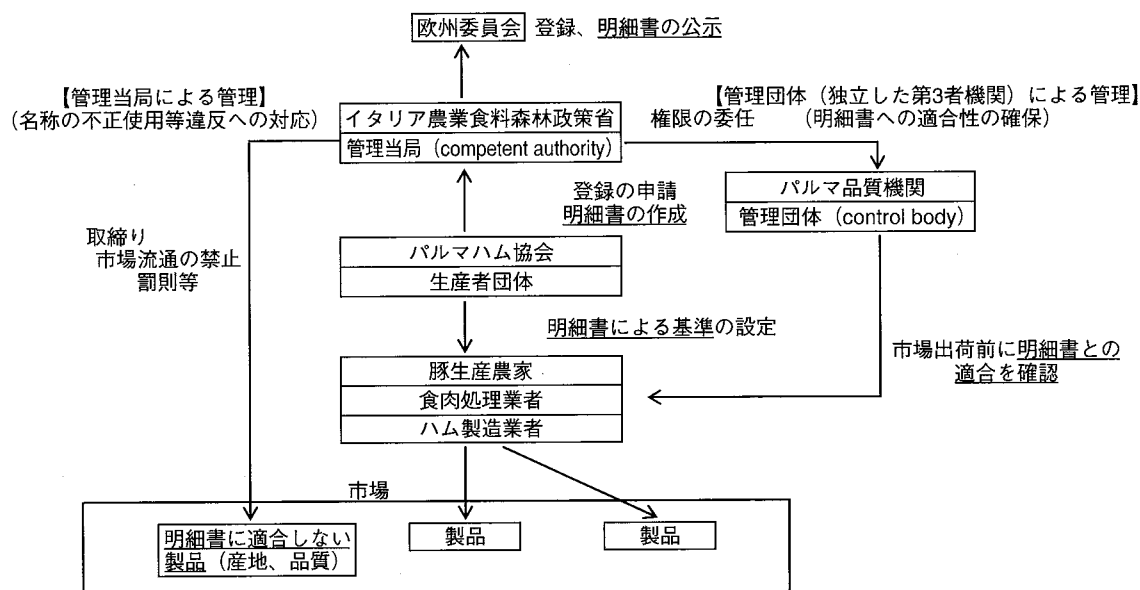 欧州委員会 登録、明細書の公示
【管理当局による管理】
(名称の不正使用等違反への対応)
【管理団体(独立した第3者機関)による管理】
権限の委任 (明細書への適合性の確保)
イタリア農業食料森林政策省
管理当局(competent authority)
パルマ品質機関
管理団体(control body)
登録の申請
明細書の作成
取締り
市場流通の禁止
罰則等
パルマハム協会
生産者団体
明細書による基準の設定
市場出荷前に明細書との
適合を確認
豚生産農家
食肉処理業者
ハム製造業者
市場
明細書に適合しない
製品(産地、品質)
製品
製品